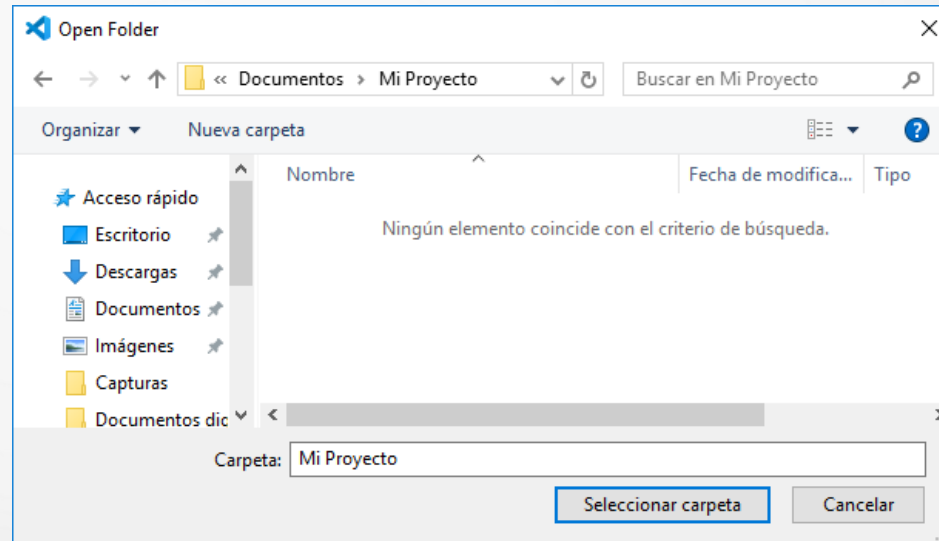 Open Folder
« Documentos > Mi Proyecto
Buscar en Mi Proyecto
Organizar
Nueva carpeta
?
Nombre
Fecha de modifica...
Tipo
Acceso rápido
Escritorio
Descargas
Documentos
Imágenes
Capturas
Documentos dic
Ningún elemento coincide con el criterio de búsqueda.
Carpeta:
Mi Proyecto
Seleccionar carpeta
Cancelar